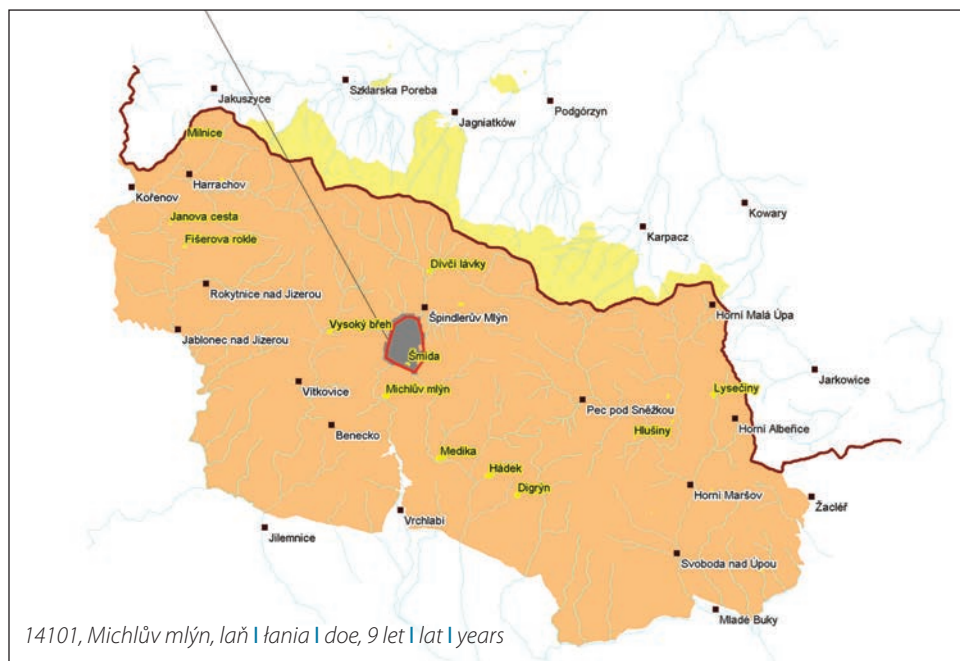 Szklarska Poreba
Jakuszyce
Podgórzyn
Jagniatków
Milnice
Harrachov
Kořenov
Kowary
Janova cesta
Karpacz
Fišerova rokle
Dívčí lávky
Rokytnice nad Jizerou
Horní Malá Úpa
Špindlerův Mlýn
Vysoký břeh
Jablonec nad Jizerou
Šmída
Jarkowice
Vítkovice
Michlův mlýn
Lysečiny
Pec pod Sněžkou
Horní Albeřice
Benecko
Hlušiny
Medika
Hádek
Horní Maršov
Digrýn
Žacléř
Vrchlabí
Jilemnice
Svoboda nad Úpou
Mladé Buky
14101, Michlův mlýn, laň | łania | doe, 9 let | lat | years